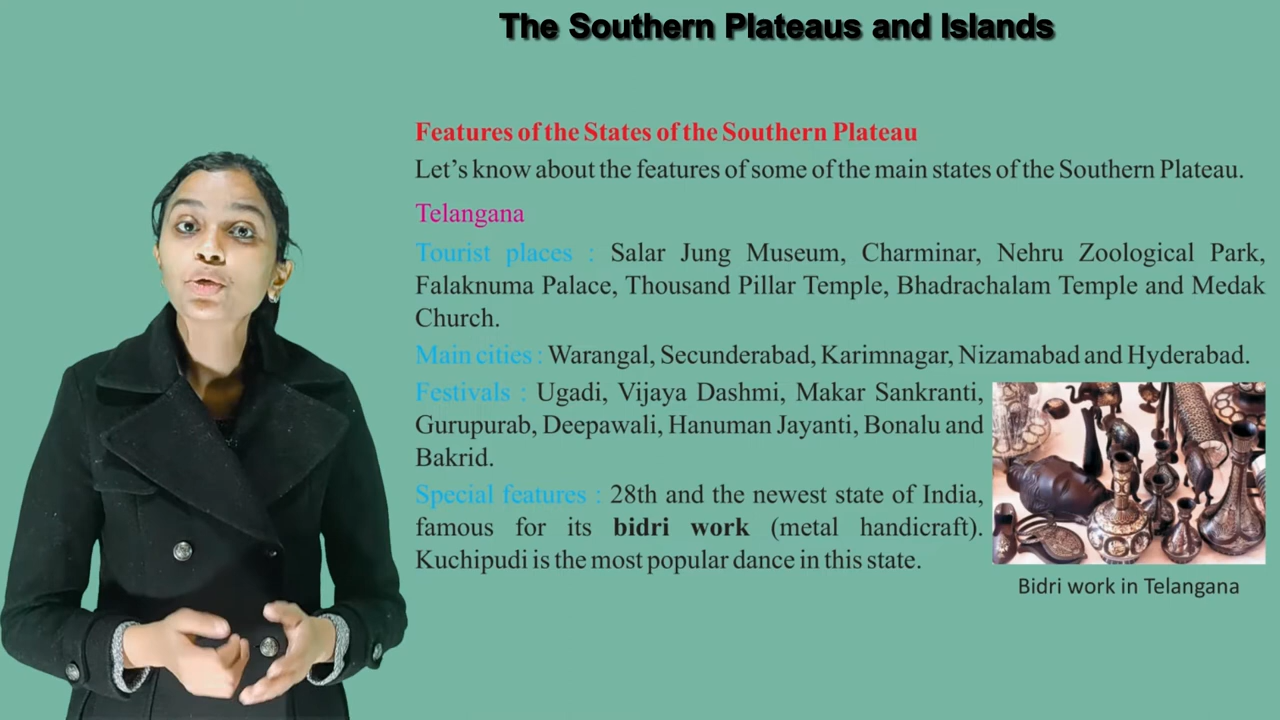 The Southern Plateaus and Islands
Features of the States of the Southern Plateau
Let’s know about the features of some of the main states of the Southern Plateau.
Telangana
Tourist places : Salar Jung Museum, Charminar, Nehru Zoological Park,
Falaknuma Palace, Thousand Pillar Temple, Bhadrachalam Temple and Medak
Church.
Main cities : Warangal, Secunderabad, Karimnagar, Nizamabad and Hyderabad.
Festivals : Ugadi, Vijaya Dashmi, Makar Sankranti,
Gurupurab, Deepawali, Hanuman Jayanti, Bonalu and
Bakrid.
Special features : 28th and the newest state of India,
famous for its bidri work (metal handicraft).
Kuchipudi is the most popular dance in this state.
Bidri work in Telangana